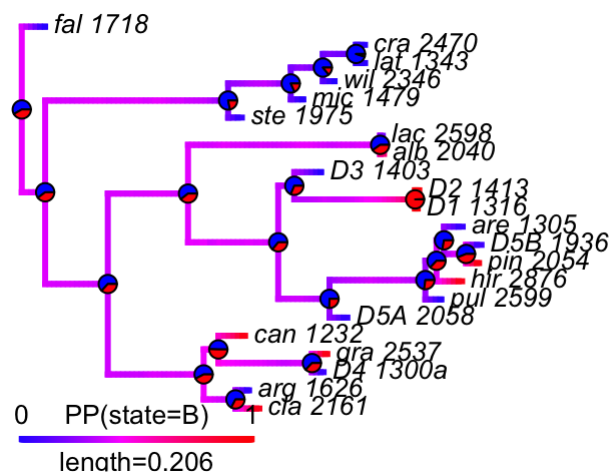 fal 1718
cra 2470
lat 1343
wil 2346
mic 1479
ste 1975
lac 2598
alb 2040
D3 1403
D2 1413
D1 1316
are 1305
D5B 1936
pin 2054
hir 2876
pul 2599
D5A 2058
can 1232
gra 2537
D4 1300a
arg 1626
cla 2161
0 PP(state=B) 1
length=0.206